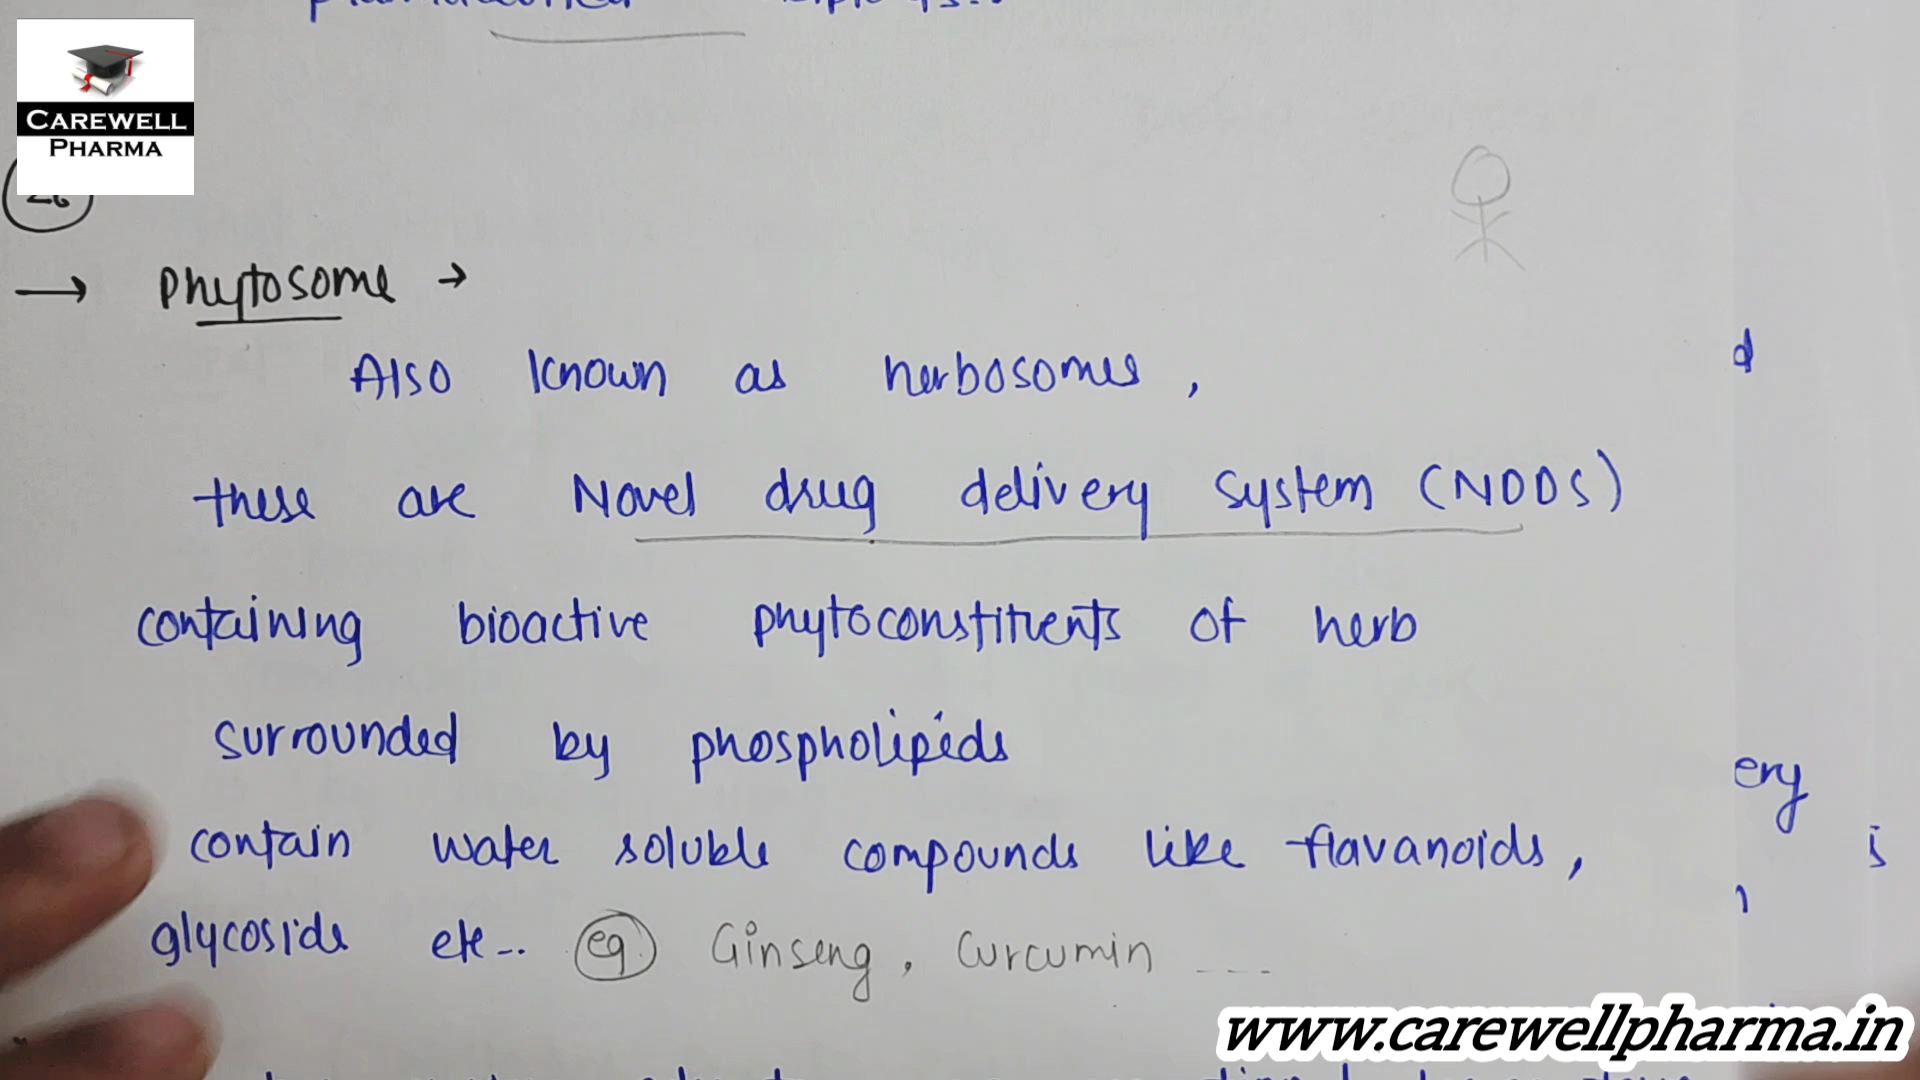 CAREWELL
PHARMA
Phytosome →
Also known as herbosomes,
d
these are Novel drug delivery system (NDDS)
containing bioactive phytoconstituents of herb
surrounded by phospholipids
ery
contain water soluble compounds like flavanoids,
glycoside etc... eg Ginseng, Curcumin ----
www.carewellpharma.in